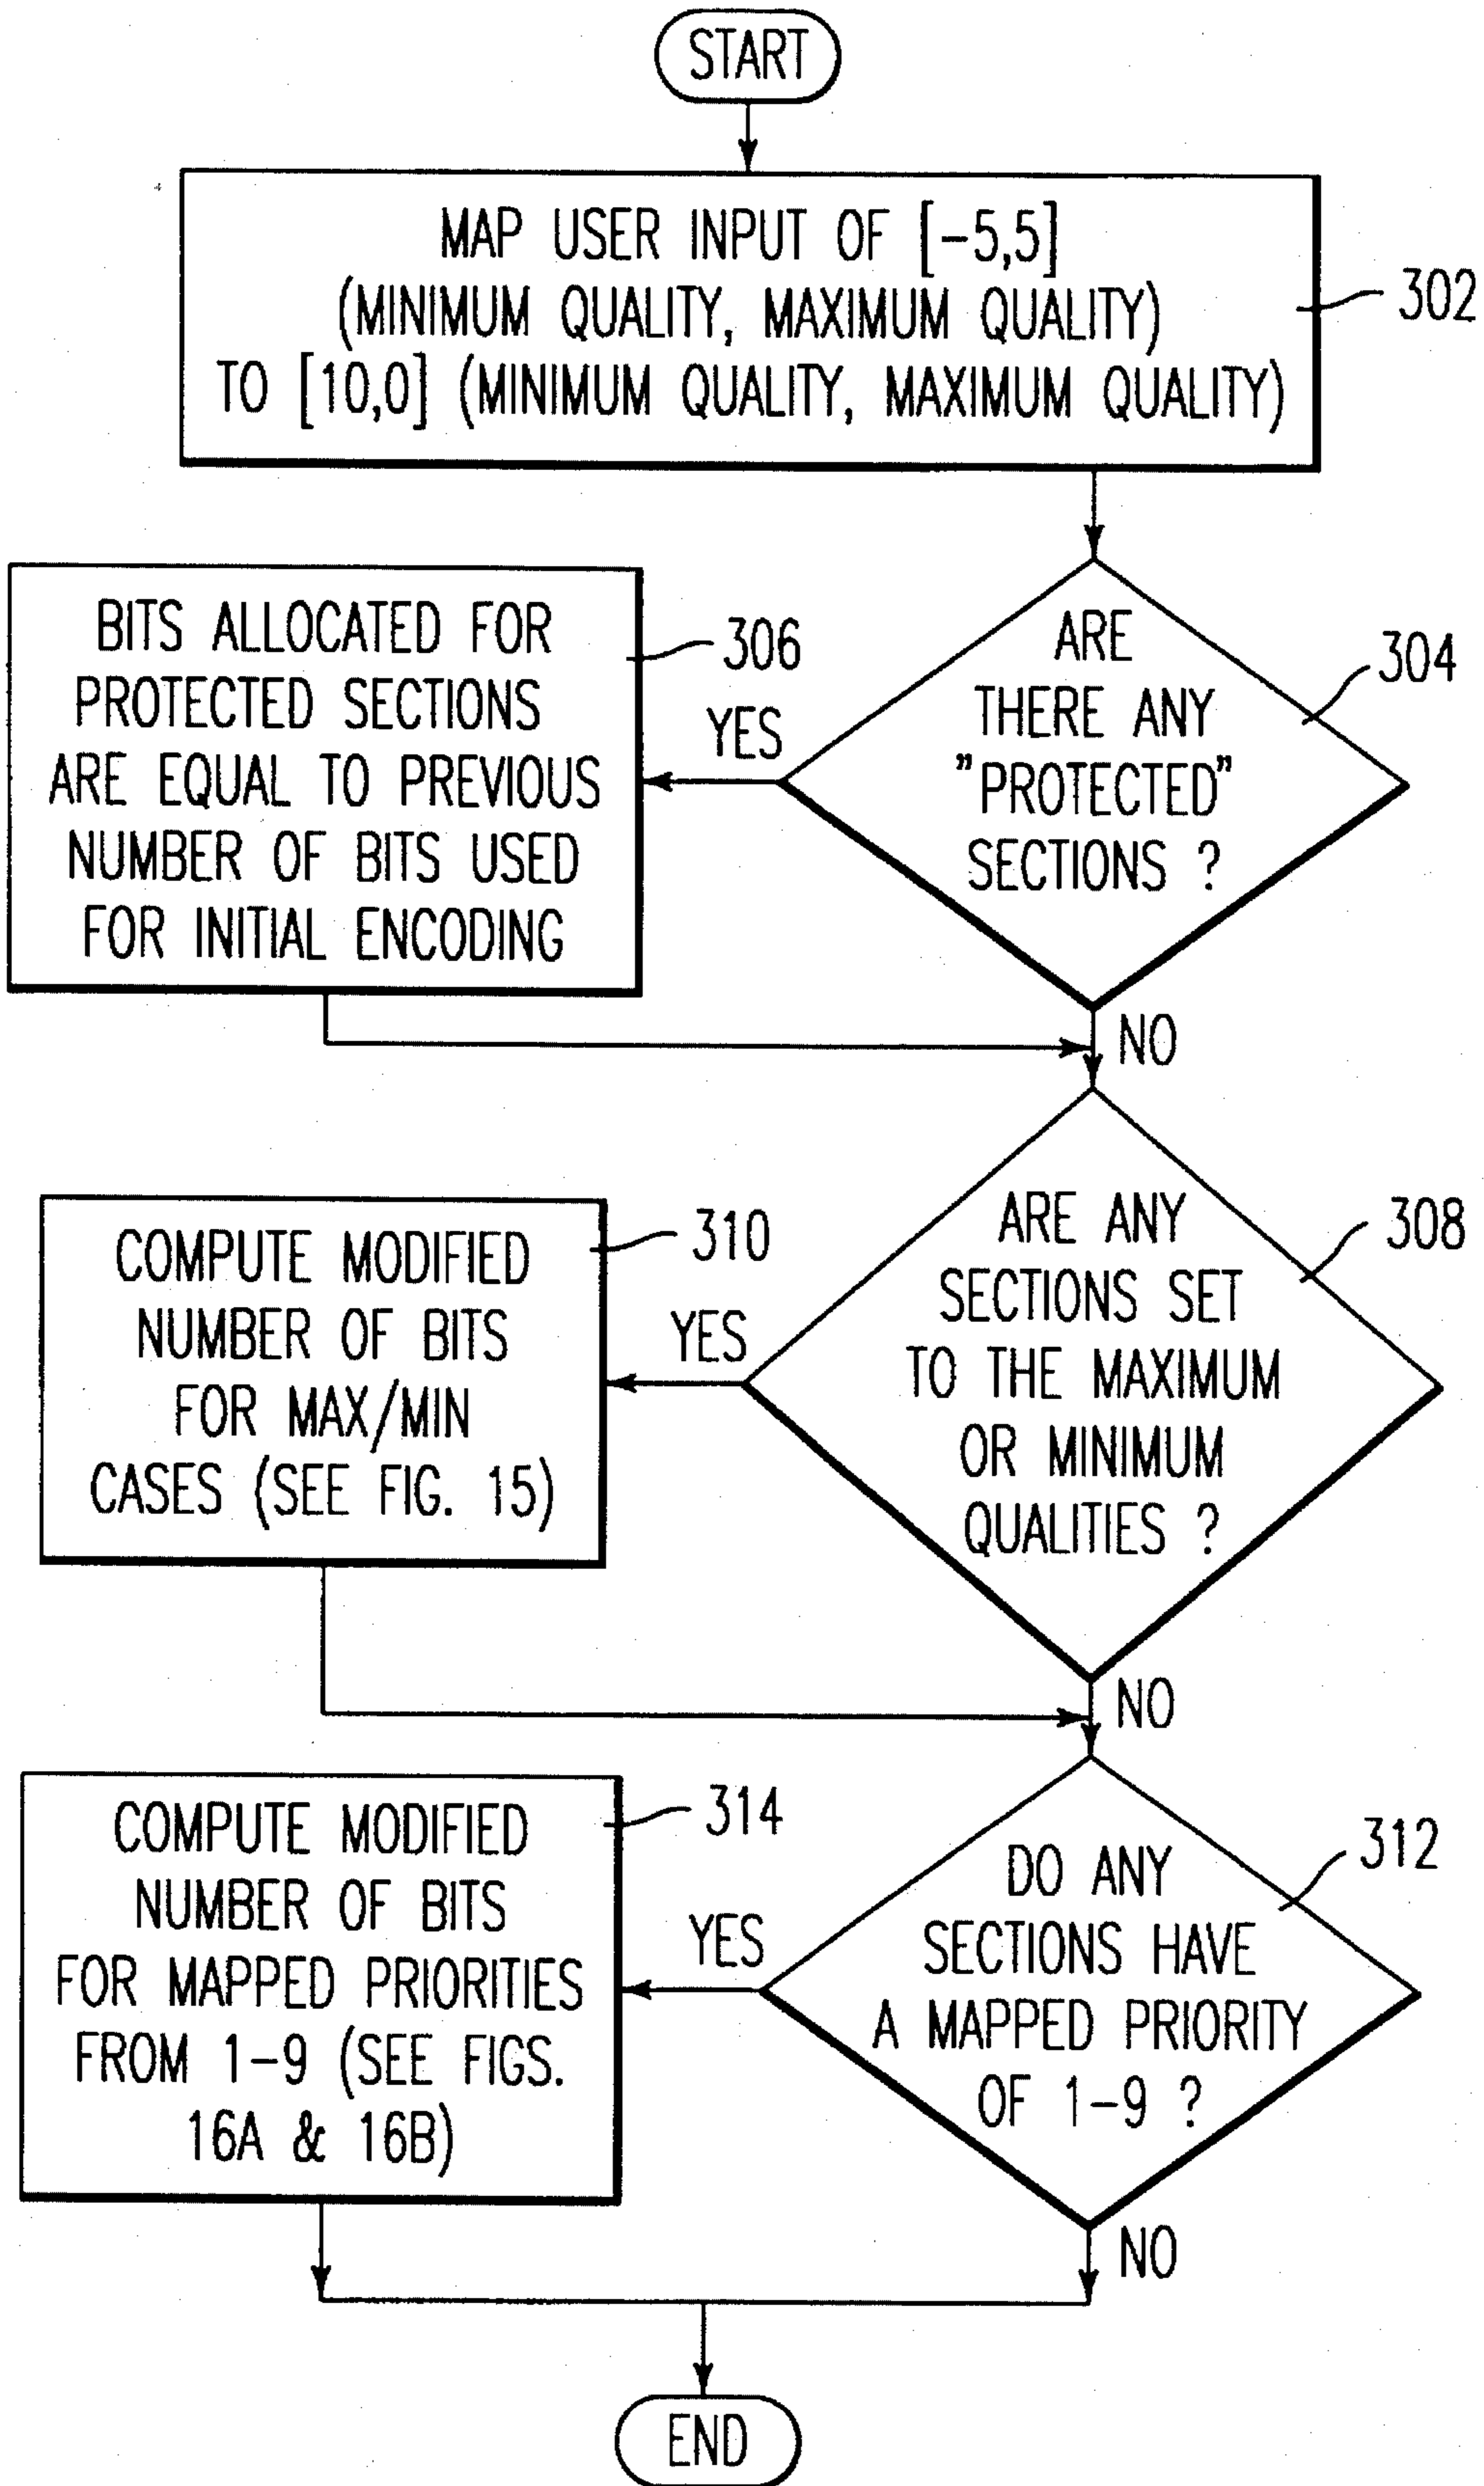 START
MAP USER INPUT OF [-5,5]
(MINIMUM QUALITY, MAXIMUM QUALITY)
TO [10,0] (MINIMUM QUALITY, MAXIMUM QUALITY)
302
ARE
THERE ANY
"PROTECTED"
SECTIONS ?
304
YES
BITS ALLOCATED FOR
PROTECTED SECTIONS
ARE EQUAL TO PREVIOUS
NUMBER OF BITS USED
FOR INITIAL ENCODING
306
NO
ARE ANY
SECTIONS SET
TO THE MAXIMUM
OR MINIMUM
QUALITIES ?
308
YES
COMPUTE MODIFIED
NUMBER OF BITS
FOR MAX/MIN
CASES (SEE FIG. 15)
310
NO
DO ANY
SECTIONS HAVE
A MAPPED PRIORITY
OF 1-9 ?
312
YES
COMPUTE MODIFIED
NUMBER OF BITS
FOR MAPPED PRIORITIES
FROM 1-9 (SEE FIGS.
16A & 16B)
314
NO
END